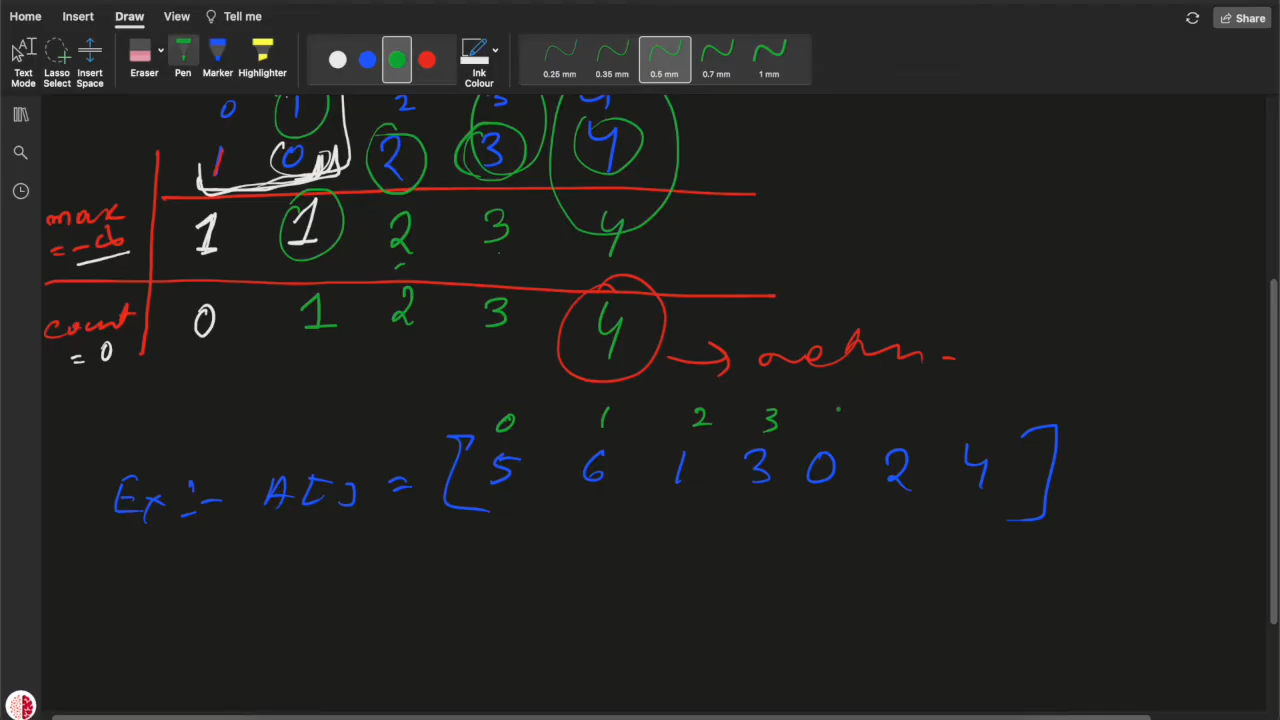 Home Insert Draw View Tell me Share
Text Mode Lasso Select Insert Space Eraser Pen Marker Highlighter Ink Colour 0.25 mm 0.35 mm 0.5 mm 0.7 mm 1 mm
0 1 2 3 4
1 0 2 3 4
max = -∞ 1 1 2 3 4
count = 0 0 1 2 3 4 → return
0 1 2 3
Ex :- A[] = [ 5 6 1 3 0 2 4 ]